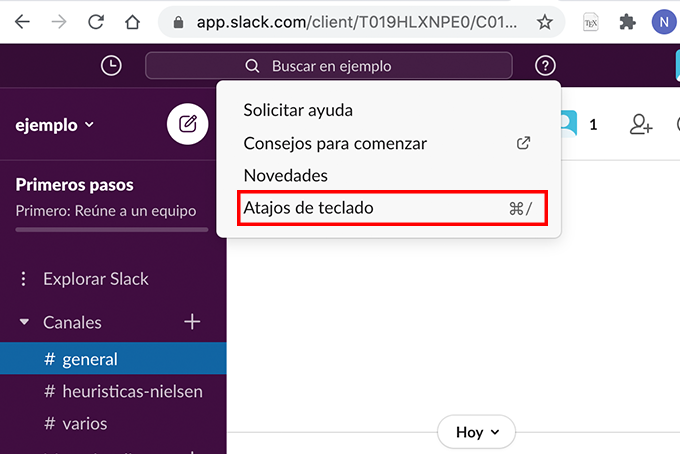 app.slack.com/client/T019HLXNPE0/C01...
TEX
N
Buscar en ejemplo
?
ejemplo
Solicitar ayuda
Consejos para comenzar
Novedades
Atajos de teclado ⌘/
1
Primeros pasos
Primero: Reúne a un equipo
Explorar Slack
Canales +
# general
# heuristicas-nielsen
# varios
Hoy